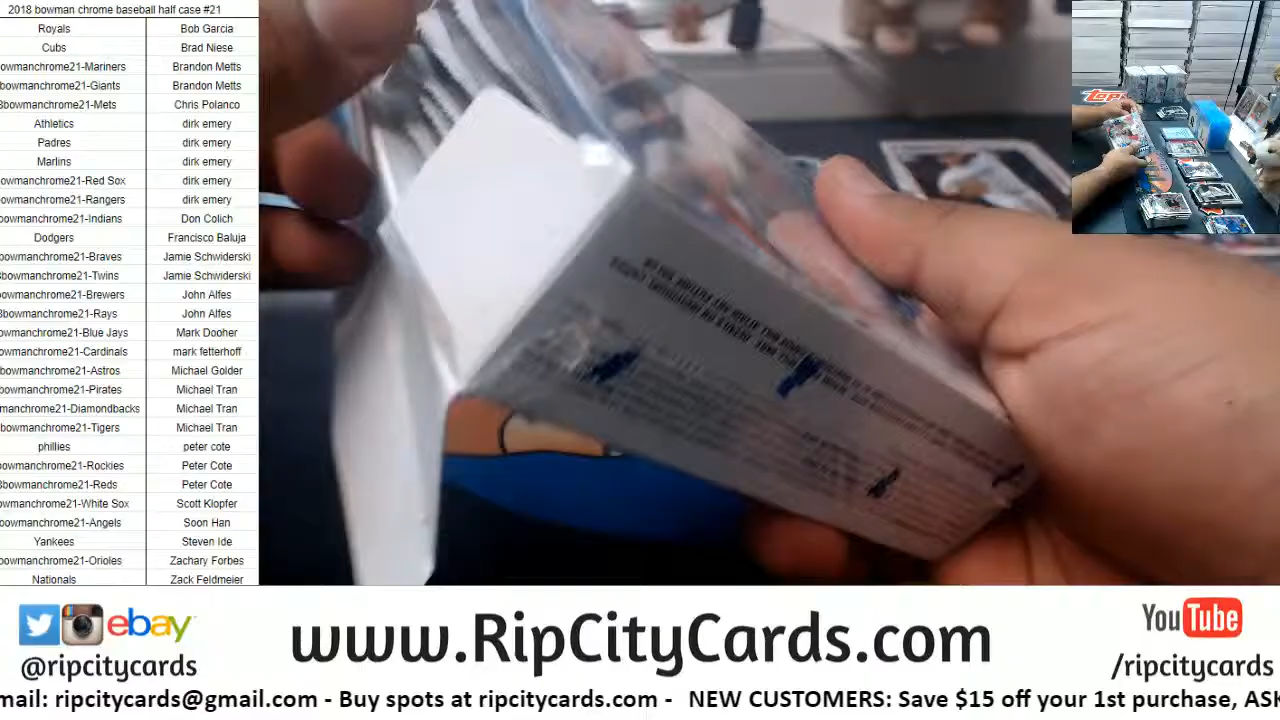 2018 bowman chrome baseball half case #21
Royals Bob Garcia
Cubs Brad Niese
owmanchrome21-Mariners Brandon Metts
bowmanchrome21-Giants Brandon Metts
8bowmanchrome21-Mets Chris Polanco
Athletics dirk emery
Padres dirk emery
Marlins dirk emery
owmanchrome21-Red Sox dirk emery
owmanchrome21-Rangers dirk emery
owmanchrome21-Indians Don Colich
Dodgers Francisco Baluja
owmanchrome21-Braves Jamie Schwiderski
8bowmanchrome21-Twins Jamie Schwiderski
owmanchrome21-Brewers John Alfes
8bowmanchrome21-Rays John Alfes
owmanchrome21-Blue Jays Mark Dooher
owmanchrome21-Cardinals mark fetterhoff
owmanchrome21-Astros Michael Golder
bowmanchrome21-Pirates Michael Tran
manchrome21-Diamondbacks Michael Tran
bowmanchrome21-Tigers Michael Tran
phillies peter cote
owmanchrome21-Rockies Peter Cote
8bowmanchrome21-Reds Peter Cote
wmanchrome21-White Sox Scott Klopfer
owmanchrome21-Angels Soon Han
Yankees Steven Ide
owmanchrome21-Orioles Zachary Forbes
Nationals Zack Feldmeier
topps
ebay
@ripcitycards
www.RipCityCards.com
YouTube
/ripcitycards
mail: ripcitycards@gmail.com - Buy spots at ripcitycards.com - NEW CUSTOMERS: Save $15 off your 1st purchase, ASK